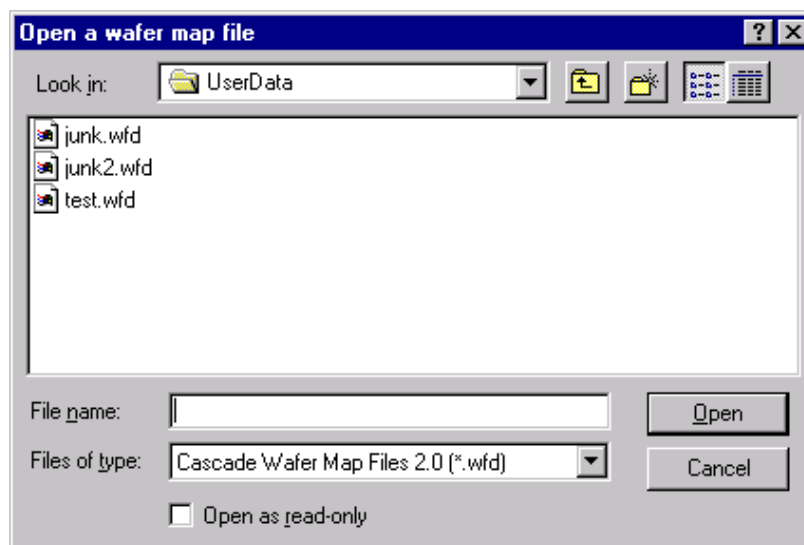 Open a wafer map file
Look in: UserData
junk.wfd
junk2.wfd
test.wfd
File name: Open
Files of type: Cascade Wafer Map Files 2.0 (*.wfd) Cancel
Open as read-only